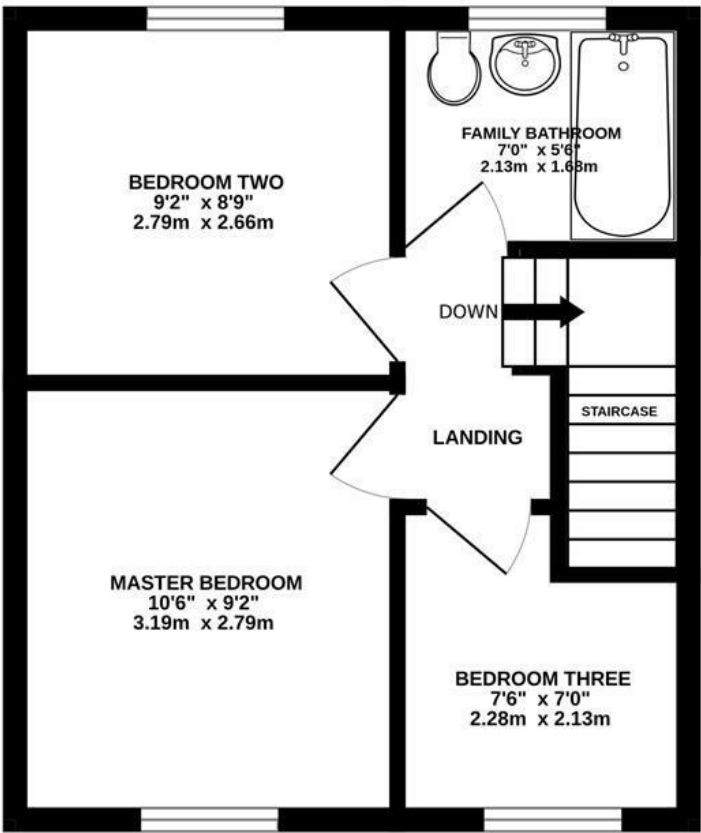 FAMILY BATHROOM
7'0" x 5'6"
2.13m x 1.68m
BEDROOM TWO
9'2" x 8'9"
2.79m x 2.66m
DOWN
STAIRCASE
LANDING
MASTER BEDROOM
10'6" x 9'2"
3.19m x 2.79m
BEDROOM THREE
7'6" x 7'0"
2.28m x 2.13m